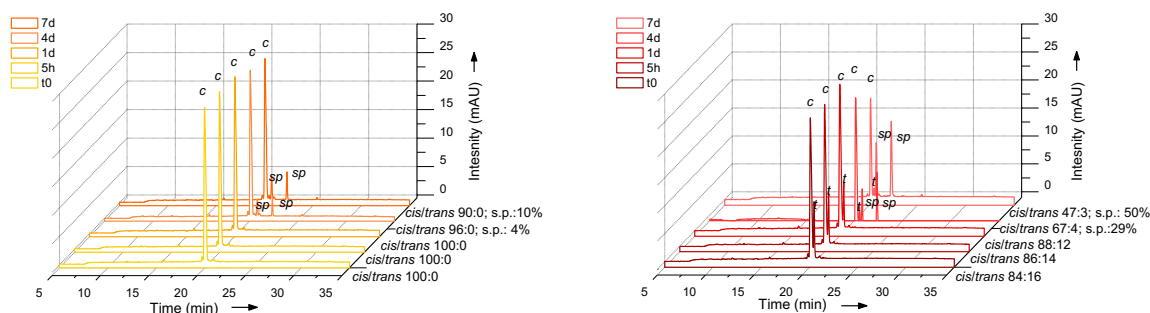 7d
4d
1d
5h
t0
c
c
c
c
c
sp
sp
sp
sp
30
25
20
15
10
5
0
Intesnity (mAU)
cis/trans 90:0; s.p.:10%
cis/trans 96:0; s.p.: 4%
cis/trans 100:0
cis/trans 100:0
cis/trans 100:0
5
10
15
20
25
30
35
Time (min)
7d
4d
1d
5h
t0
c
c
c
c
c
sp
sp
t
t
t
sp
sp
t
t
30
25
20
15
10
5
0
Intesnity (mAU)
cis/trans 47:3; s.p.: 50%
cis/trans 67:4; s.p.:29%
cis/trans 88:12
cis/trans 86:14
cis/trans 84:16
5
10
15
20
25
30
35
Time (min)